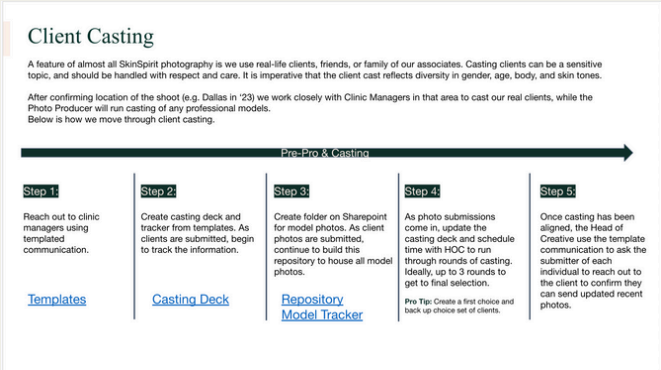 Client Casting
A feature of almost all SkinSpirit photography is we use real-life clients, friends, or family of our associates. Casting clients can be a sensitive
topic, and should be handled with respect and care. It is imperative that the client cast reflects diversity in gender, age, body, and skin tones.
After confirming location of the shoot (e.g. Dallas in '23) we work closely with Clinic Managers in that area to cast our real clients, while the
Photo Producer will run casting of any professional models.
Below is how we move through client casting.
Pre-Pro & Casting
Step 1:
Reach out to clinic
managers using
templated
communication.
Templates
Step 2:
Create casting deck and
tracker from templates. As
clients are submitted, begin
to track the information.
Casting Deck
Step 3:
Create folder on Sharepoint
for model photos. As client
photos are submitted,
continue to build this
repository to house all model
photos.
Repository
Model Tracker
Step 4:
As photo submissions
come in, update the
casting deck and schedule
time with HOC to run
through rounds of casting.
Ideally, up to 3 rounds to
get to final selection.
Pro Tip: Create a first choice and
back up choice set of clients.
Step 5:
Once casting has been
aligned, the Head of
Creative use the template
communication to ask the
submitter of each
individual to reach out to
the client to confirm they
can send updated recent
photos.